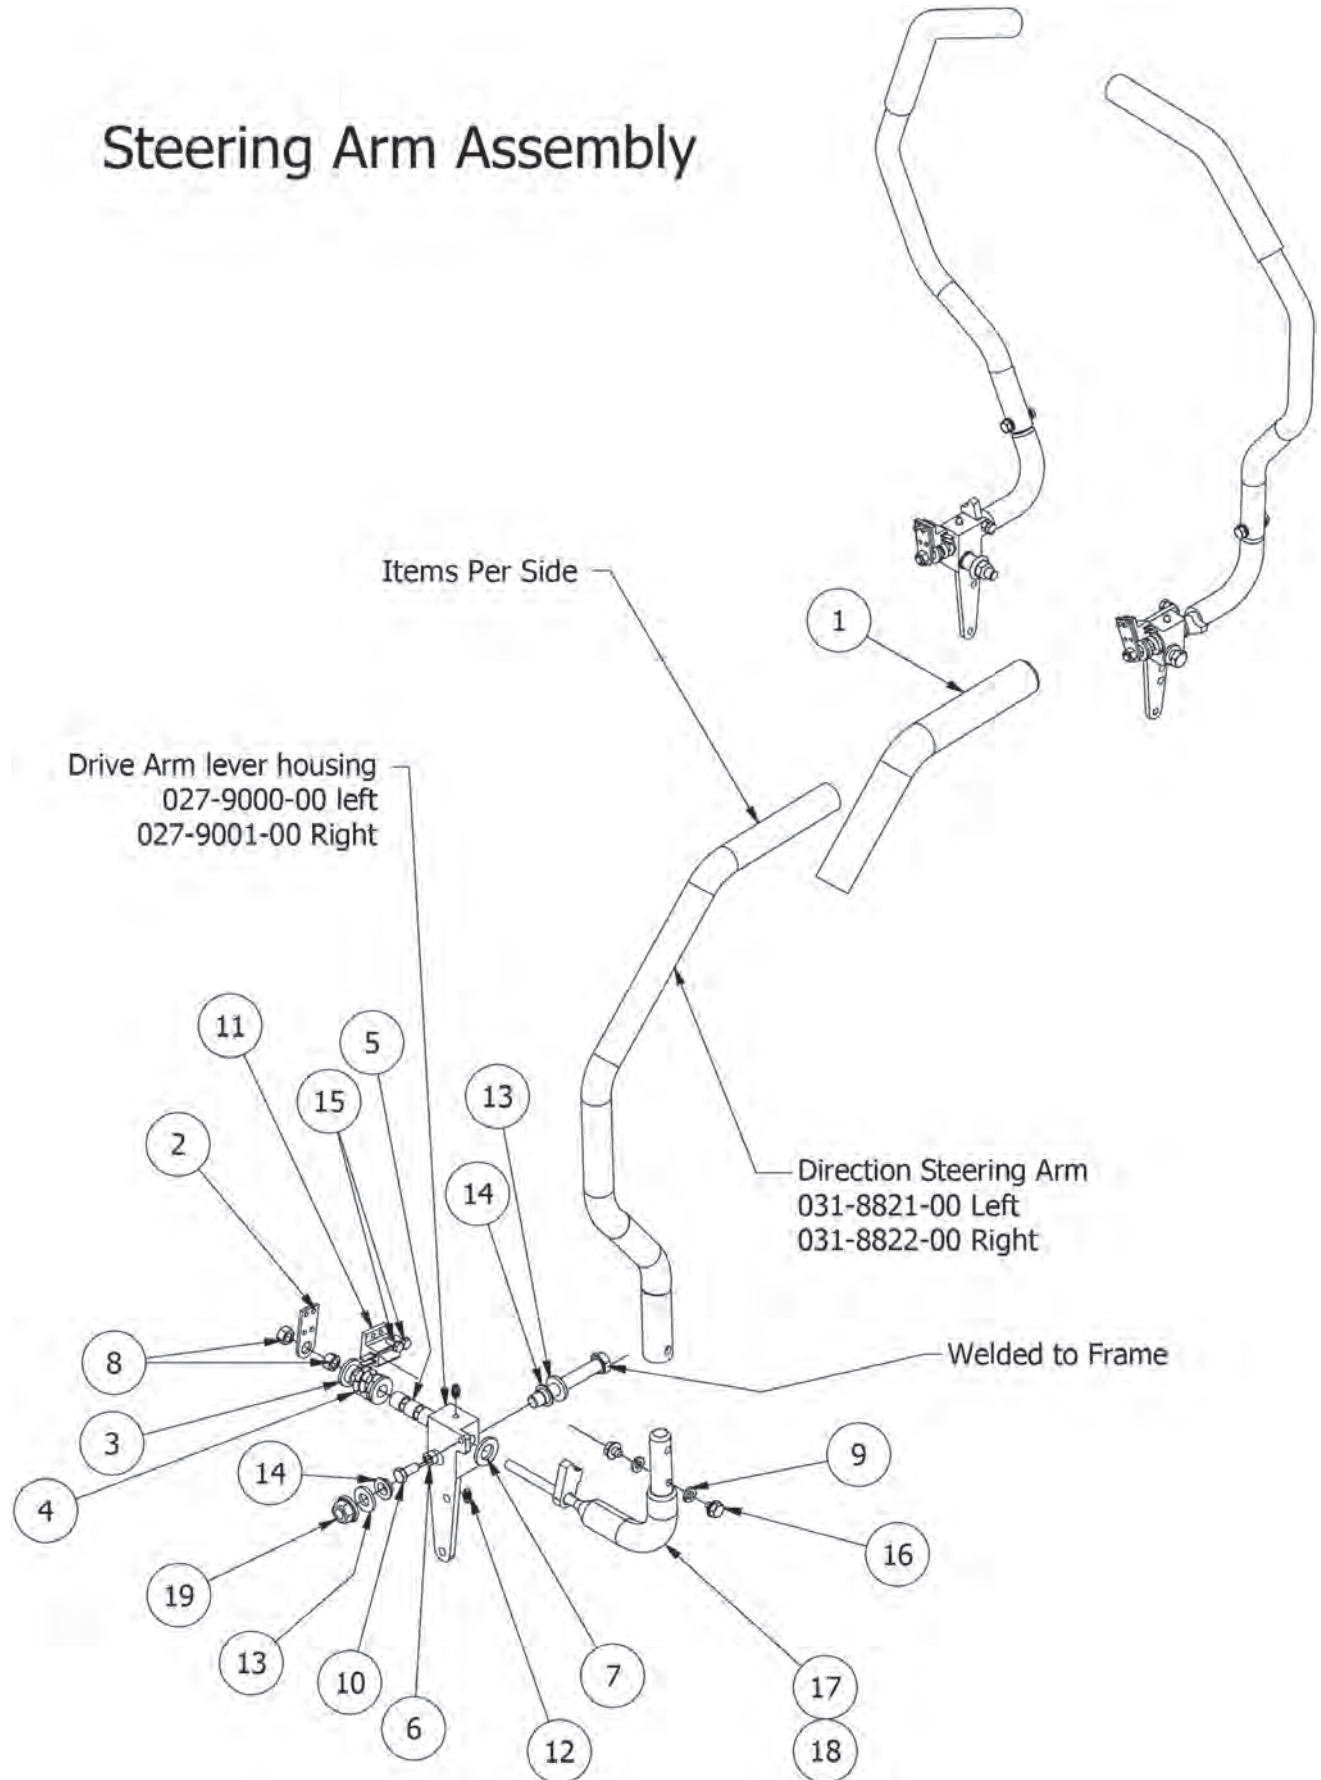 Steering Arm Assembly
Items Per Side
1
Drive Arm lever housing
027-9000-00 left
027-9001-00 Right
11
5
15
13
2
14
Direction Steering Arm
031-8821-00 Left
031-8822-00 Right
8
Welded to Frame
3
14
9
4
16
19
13
10
7
6
17
12
18